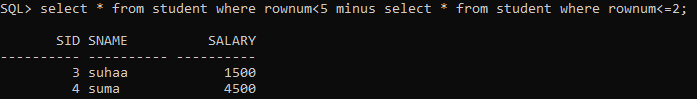 SQL> select * from student where rownum<5 minus select * from student where rownum<=2;
SID SNAME SALARY
---------- ---------- ----------
3 suhaa 1500
4 suma 4500